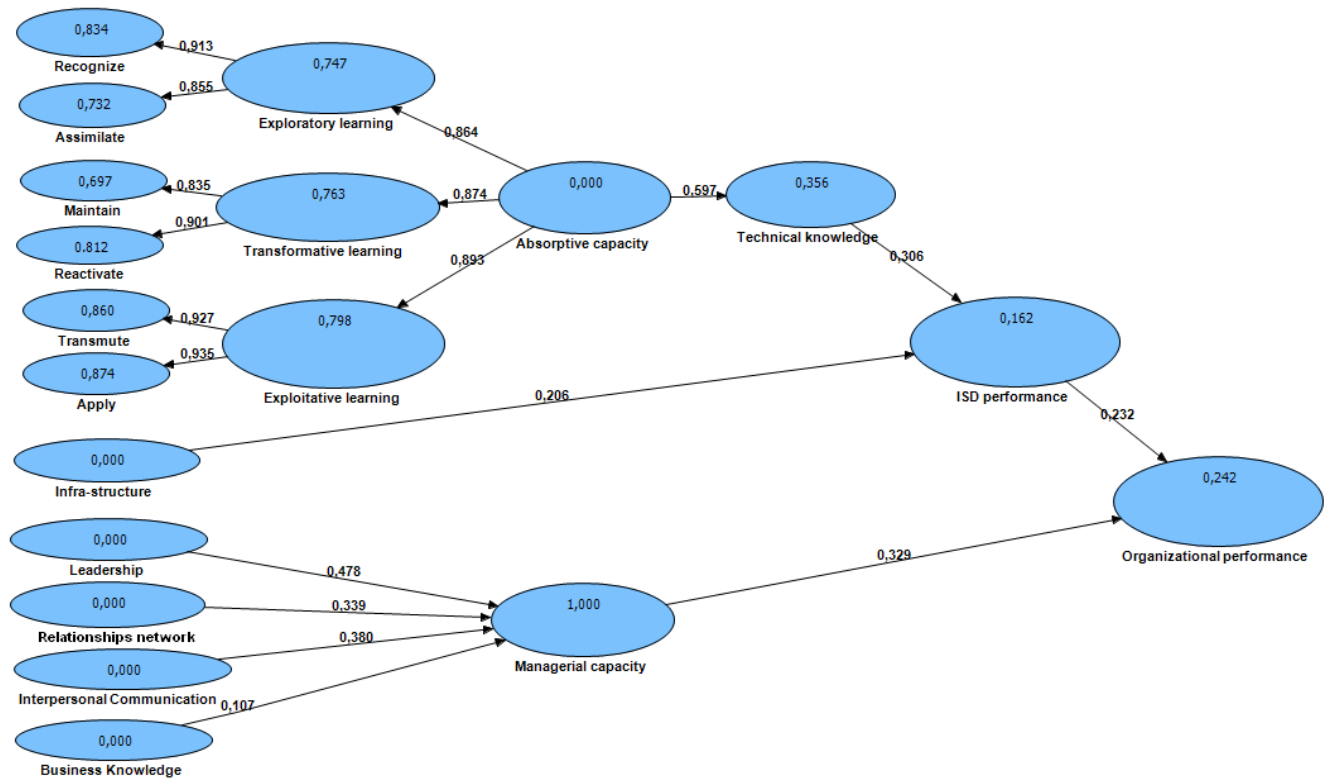 0,834
Recognize
0,913
0,732
Assimilate
0,855
0,747
Exploratory learning
0,864
0,697
Maintain
0,835
0.812
Reactivate
0,901
0,763
Transformative learning
0,874
0,000
Absorptive capacity
0,597
0,356
Technical knowledge
0,306
0,893
0,860
Transmute
0,927
0,874
Apply
0,935
0,798
Exploitative learning
0,162
ISD performance
0,206
0,232
0,000
Infra-structure
0,242
Organizational performance
0,000
Leadership
0,478
0,000
Relationships network
0,339
0,000
Interpersonal Communication
0,380
0,000
Business Knowledge
0,107
1,000
Managerial capacity
0,329